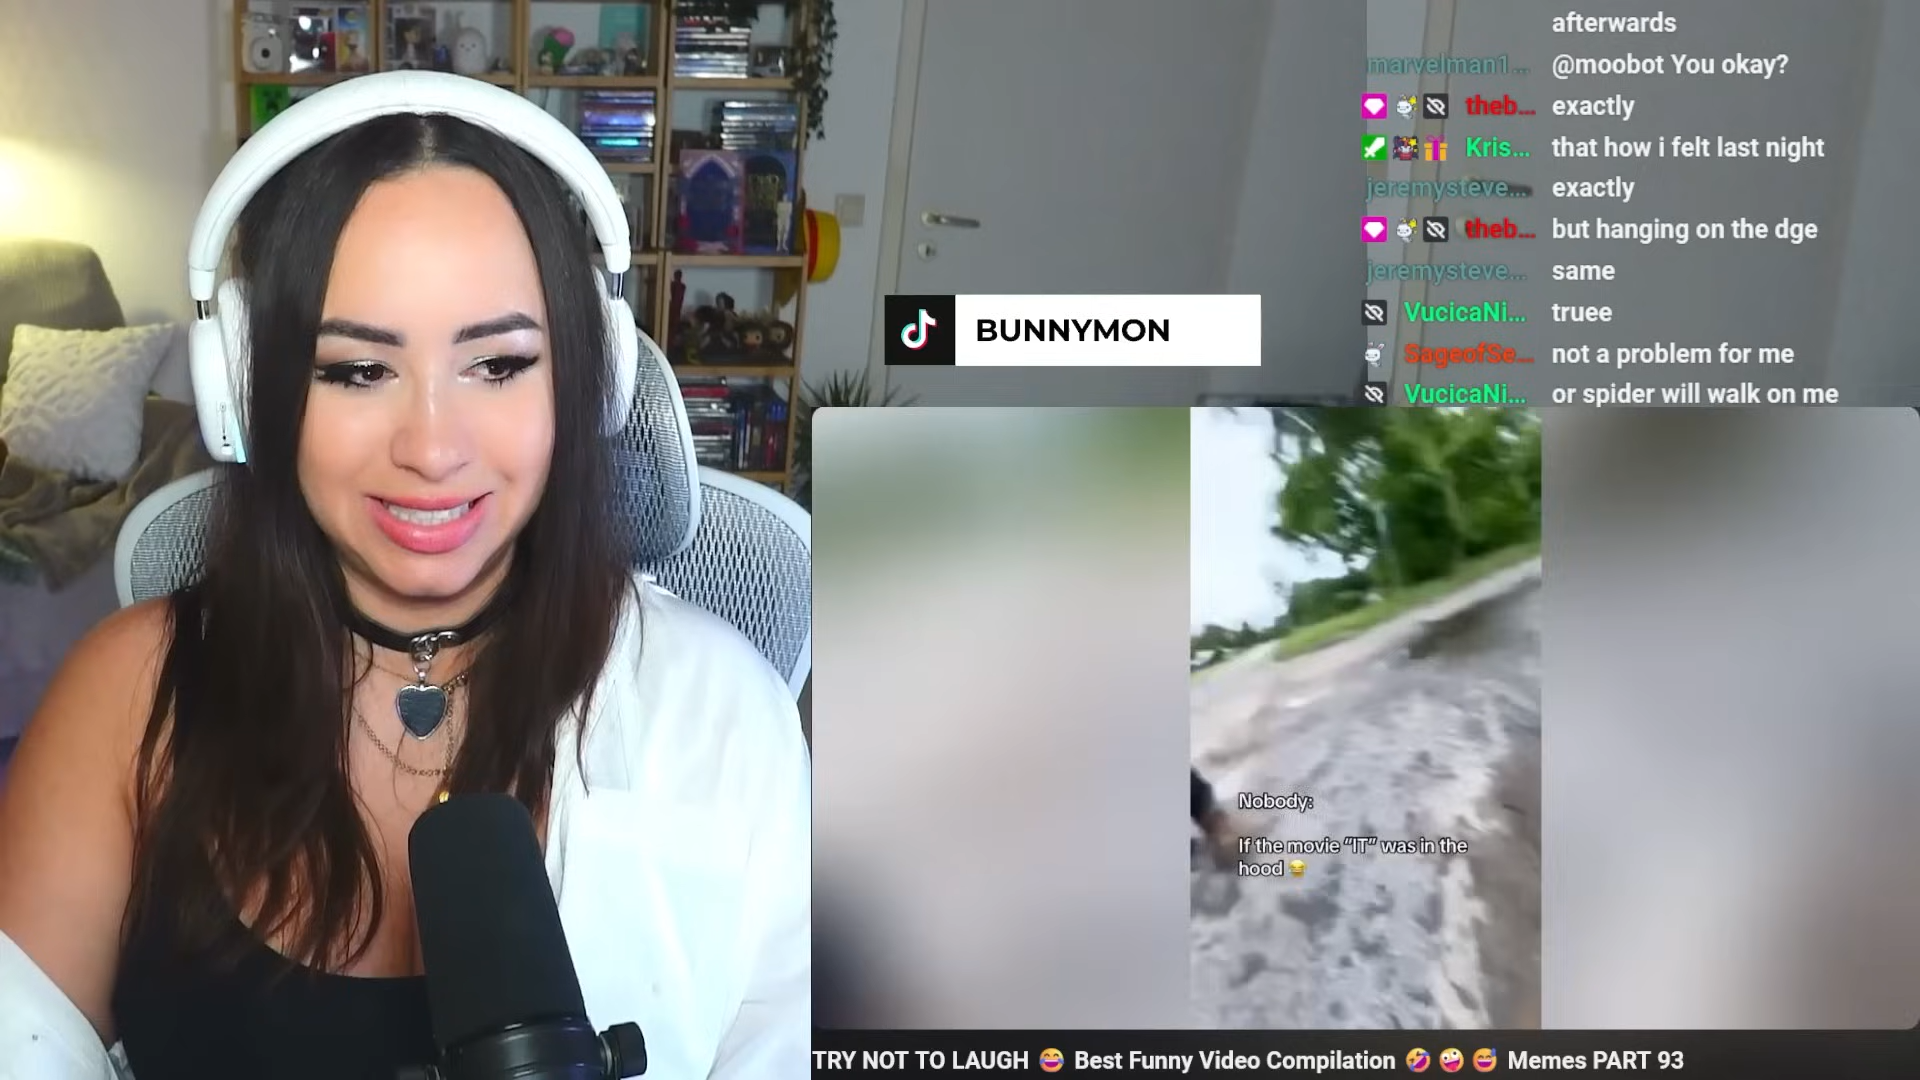 afterwards
marvelman1... @moobot You okay?
theb... exactly
Kris... that how i felt last night
jeremysteve... exactly
theb... but hanging on the dge
jeremysteve... same
VucicaNi... truee
SageofSe... not a problem for me
VucicaNi... or spider will walk on me
BUNNYMON
Nobody:
If the movie “IT” was in the
hood 😂
TRY NOT TO LAUGH 😂 Best Funny Video Compilation 🤣 🤪 😅 Memes PART 93